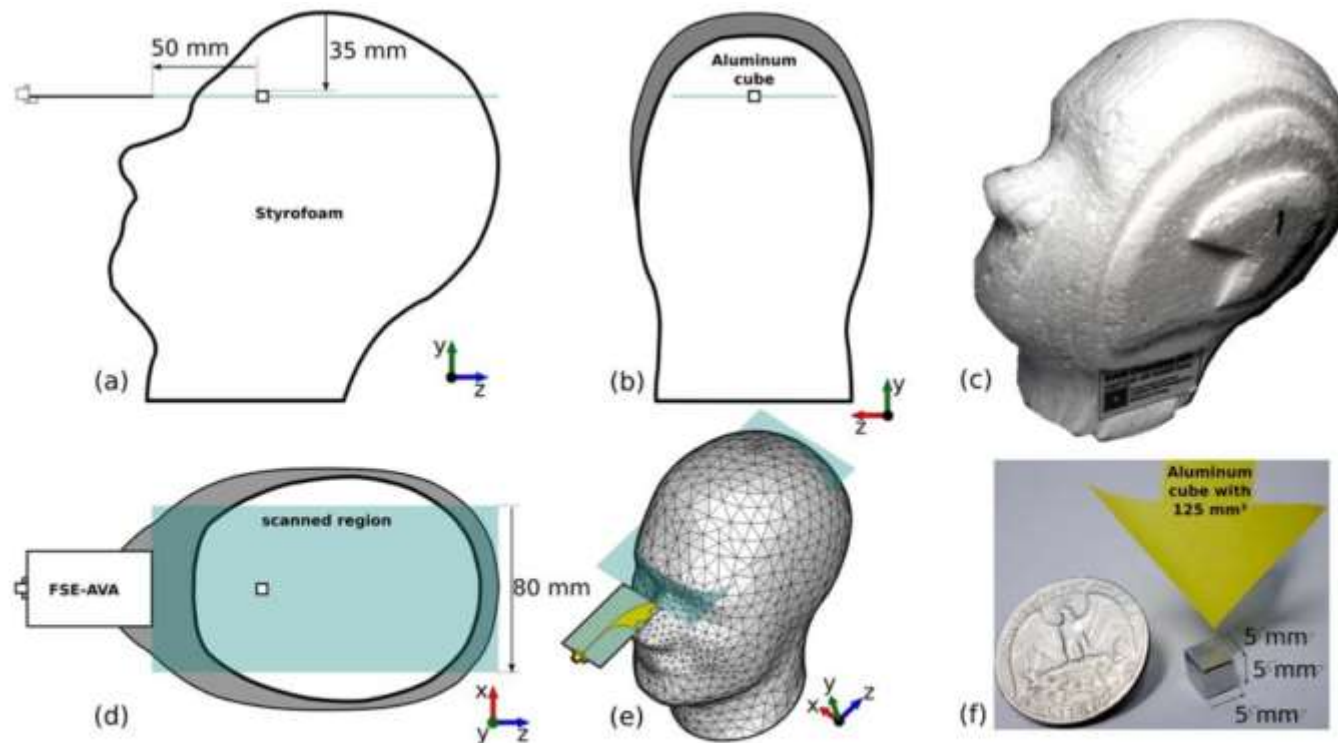 50 mm
35 mm
Styrofoam
y
z
(a)
Aluminum
cube
y
z
(b)
(c)
scanned region
FSE-AVA
80 mm
x
y
z
(d)
y
x
z
(e)
Aluminum
cube with
125 mm³
5 mm
5 mm
5 mm
(f)